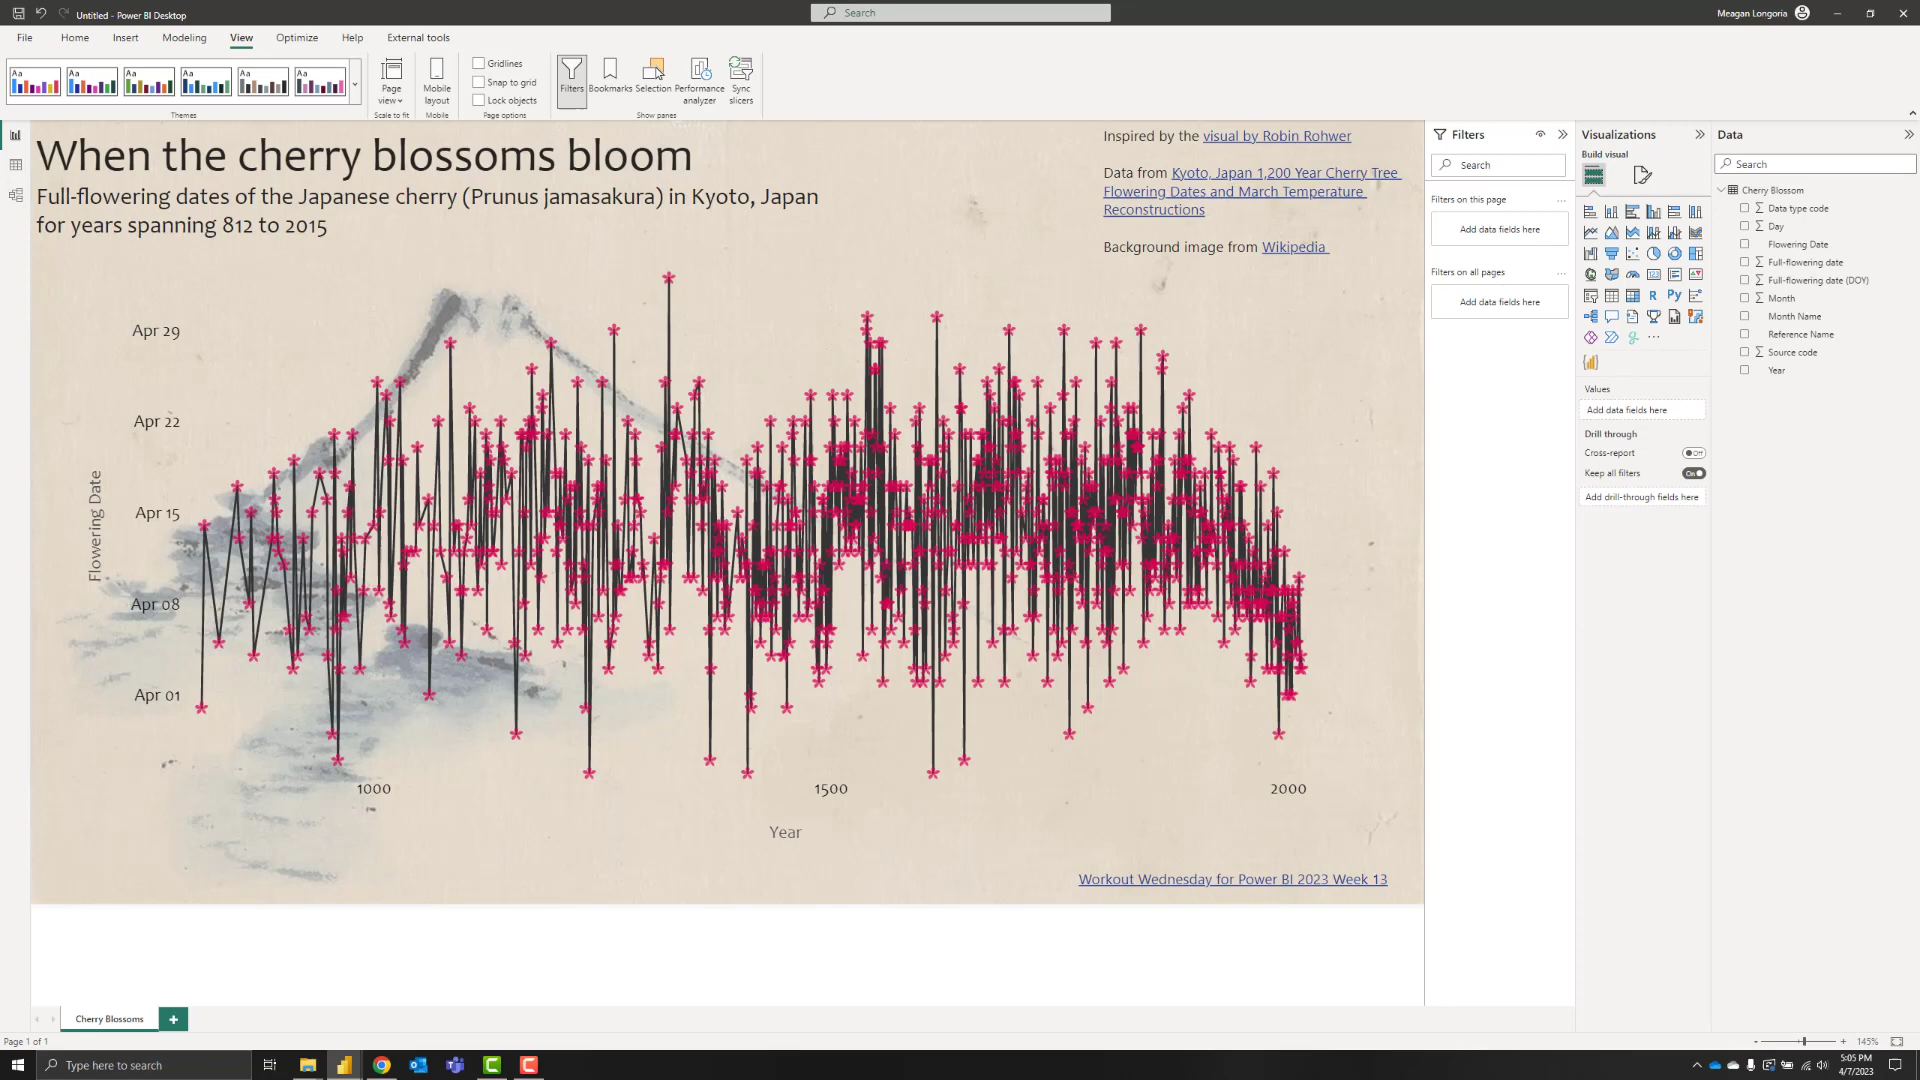 Untitled - Power BI Desktop
Search
Meagan Longoria
File
Home
Insert
Modeling
View
Optimize
Help
External tools
Aa
Aa
Aa
Aa
Aa
Aa
Themes
Page
view
Scale to fit
Mobile
layout
Mobile
Gridlines
Snap to grid
Lock objects
Page options
Filters
Bookmarks
Selection
Performance
analyzer
Sync
slicers
Show panes
When the cherry blossoms bloom
Full-flowering dates of the Japanese cherry (Prunus jamasakura) in Kyoto, Japan
for years spanning 812 to 2015
Inspired by the visual by Robin Rohwer
Data from Kyoto, Japan 1,200 Year Cherry Tree
Flowering Dates and March Temperature
Reconstructions
Background image from Wikipedia
Flowering Date
Apr 29
Apr 22
Apr 15
Apr 08
Apr 01
1000
1500
2000
Year
Workout Wednesday for Power BI 2023 Week 13
Filters
Search
Filters on this page
...
Add data fields here
Filters on all pages
...
Add data fields here
Visualizations
Build visual
R
Py
...
Values
Add data fields here
Drill through
Cross-report
Off
Keep all filters
On
Add drill-through fields here
Data
Search
Cherry Blossom
Data type code
Day
Flowering Date
Full-flowering date
Full-flowering date (DOY)
Month
Month Name
Reference Name
Source code
Year
Cherry Blossoms
+
Page 1 of 1
- + 145%
Type here to search
5:05 PM
4/7/2023